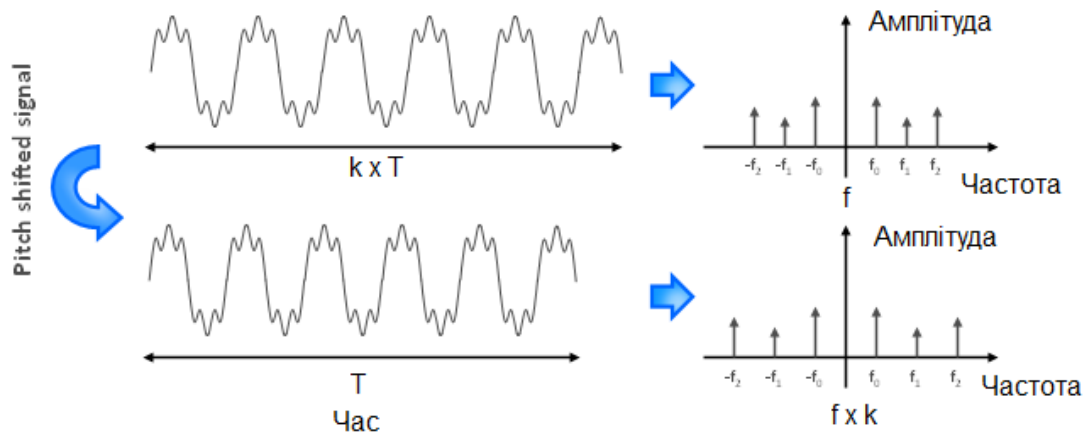 Pitch shifted signal
k x T
Амплітуда
-f₂ -f₁ -f₀ f₀ f₁ f₂
Частота
f
T
Час
Амплітуда
-f₂ -f₁ -f₀ f₀ f₁ f₂
Частота
f x k